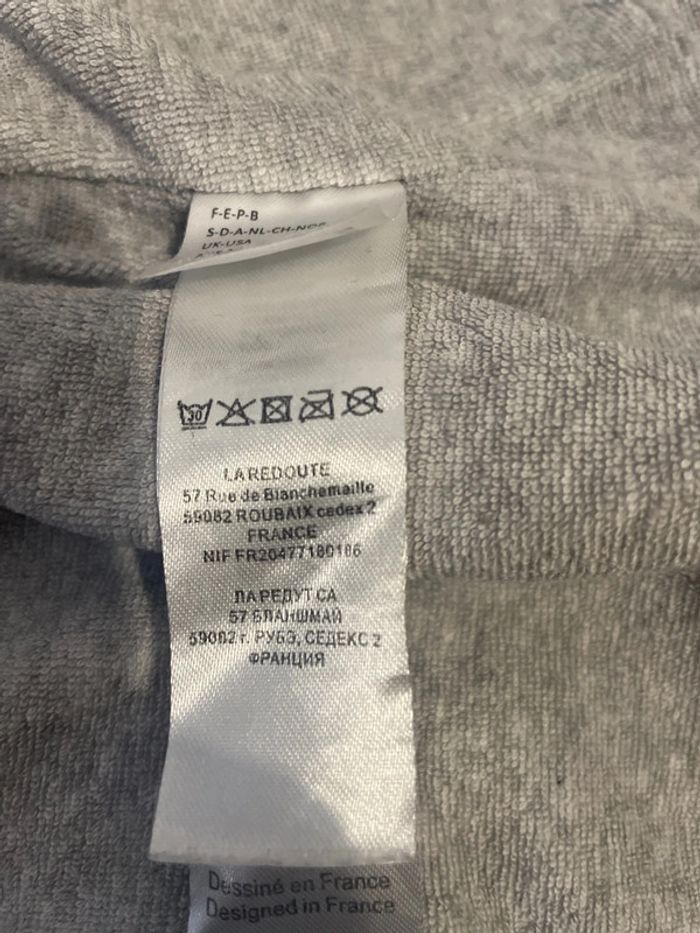 F-E-P-B
S-D-A-NL-CH-NOR
UK-USA
30
LA REDOUTE
57 Rue de Blanchemaille
59082 ROUBAIX cedex 2
FRANCE
NIF FR20477180186
ЛА РЕДУТ СА
57 БЛАНШМАЙ
59082 г. РУБЭ, СЕДЕКС 2
ФРАНЦИЯ
Dessiné en France
Designed in France